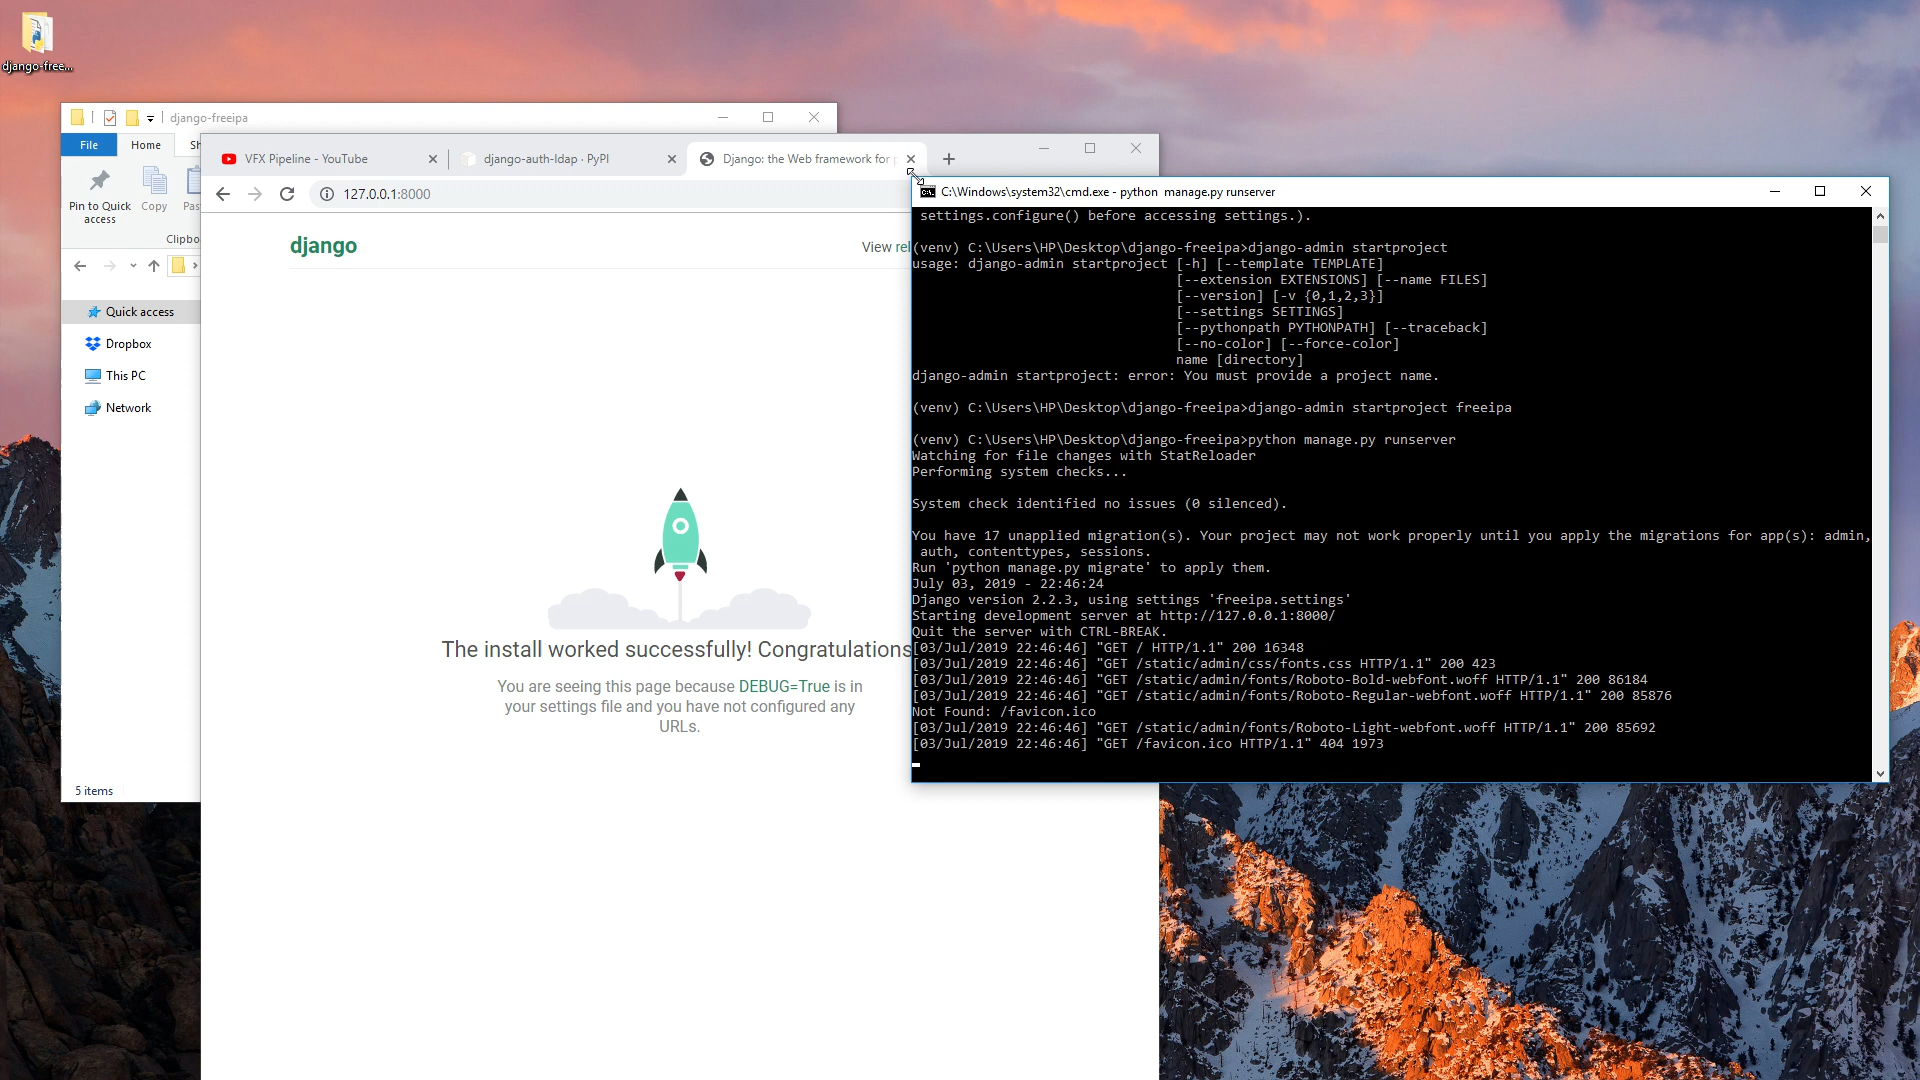 django-free...
django-freeipa
File
Home
Sh
Pin to Quick
access
Copy
Pas
Clipbo
Quick access
Dropbox
This PC
Network
5 items
VFX Pipeline - YouTube
django-auth-ldap · PyPI
Django: the Web framework for p
127.0.0.1:8000
django
View rel
The install worked successfully! Congratulations
You are seeing this page because DEBUG=True is in
your settings file and you have not configured any
URLs.
C:\Windows\system32\cmd.exe - python  manage.py runserver
settings.configure() before accessing settings.).
(venv) C:\Users\HP\Desktop\django-freeipa>django-admin startproject
usage: django-admin startproject [-h] [--template TEMPLATE]
[--extension EXTENSIONS] [--name FILES]
[--version] [-v {0,1,2,3}]
[--settings SETTINGS]
[--pythonpath PYTHONPATH] [--traceback]
[--no-color] [--force-color]
name [directory]
django-admin startproject: error: You must provide a project name.
(venv) C:\Users\HP\Desktop\django-freeipa>django-admin startproject freeipa
(venv) C:\Users\HP\Desktop\django-freeipa>python manage.py runserver
Watching for file changes with StatReloader
Performing system checks...
System check identified no issues (0 silenced).
You have 17 unapplied migration(s). Your project may not work properly until you apply the migrations for app(s): admin,
auth, contenttypes, sessions.
Run 'python manage.py migrate' to apply them.
July 03, 2019 - 22:46:24
Django version 2.2.3, using settings 'freeipa.settings'
Starting development server at http://127.0.0.1:8000/
Quit the server with CTRL-BREAK.
[03/Jul/2019 22:46:46] "GET / HTTP/1.1" 200 16348
[03/Jul/2019 22:46:46] "GET /static/admin/css/fonts.css HTTP/1.1" 200 423
[03/Jul/2019 22:46:46] "GET /static/admin/fonts/Roboto-Bold-webfont.woff HTTP/1.1" 200 86184
[03/Jul/2019 22:46:46] "GET /static/admin/fonts/Roboto-Regular-webfont.woff HTTP/1.1" 200 85876
Not Found: /favicon.ico
[03/Jul/2019 22:46:46] "GET /static/admin/fonts/Roboto-Light-webfont.woff HTTP/1.1" 200 85692
[03/Jul/2019 22:46:46] "GET /favicon.ico HTTP/1.1" 404 1973